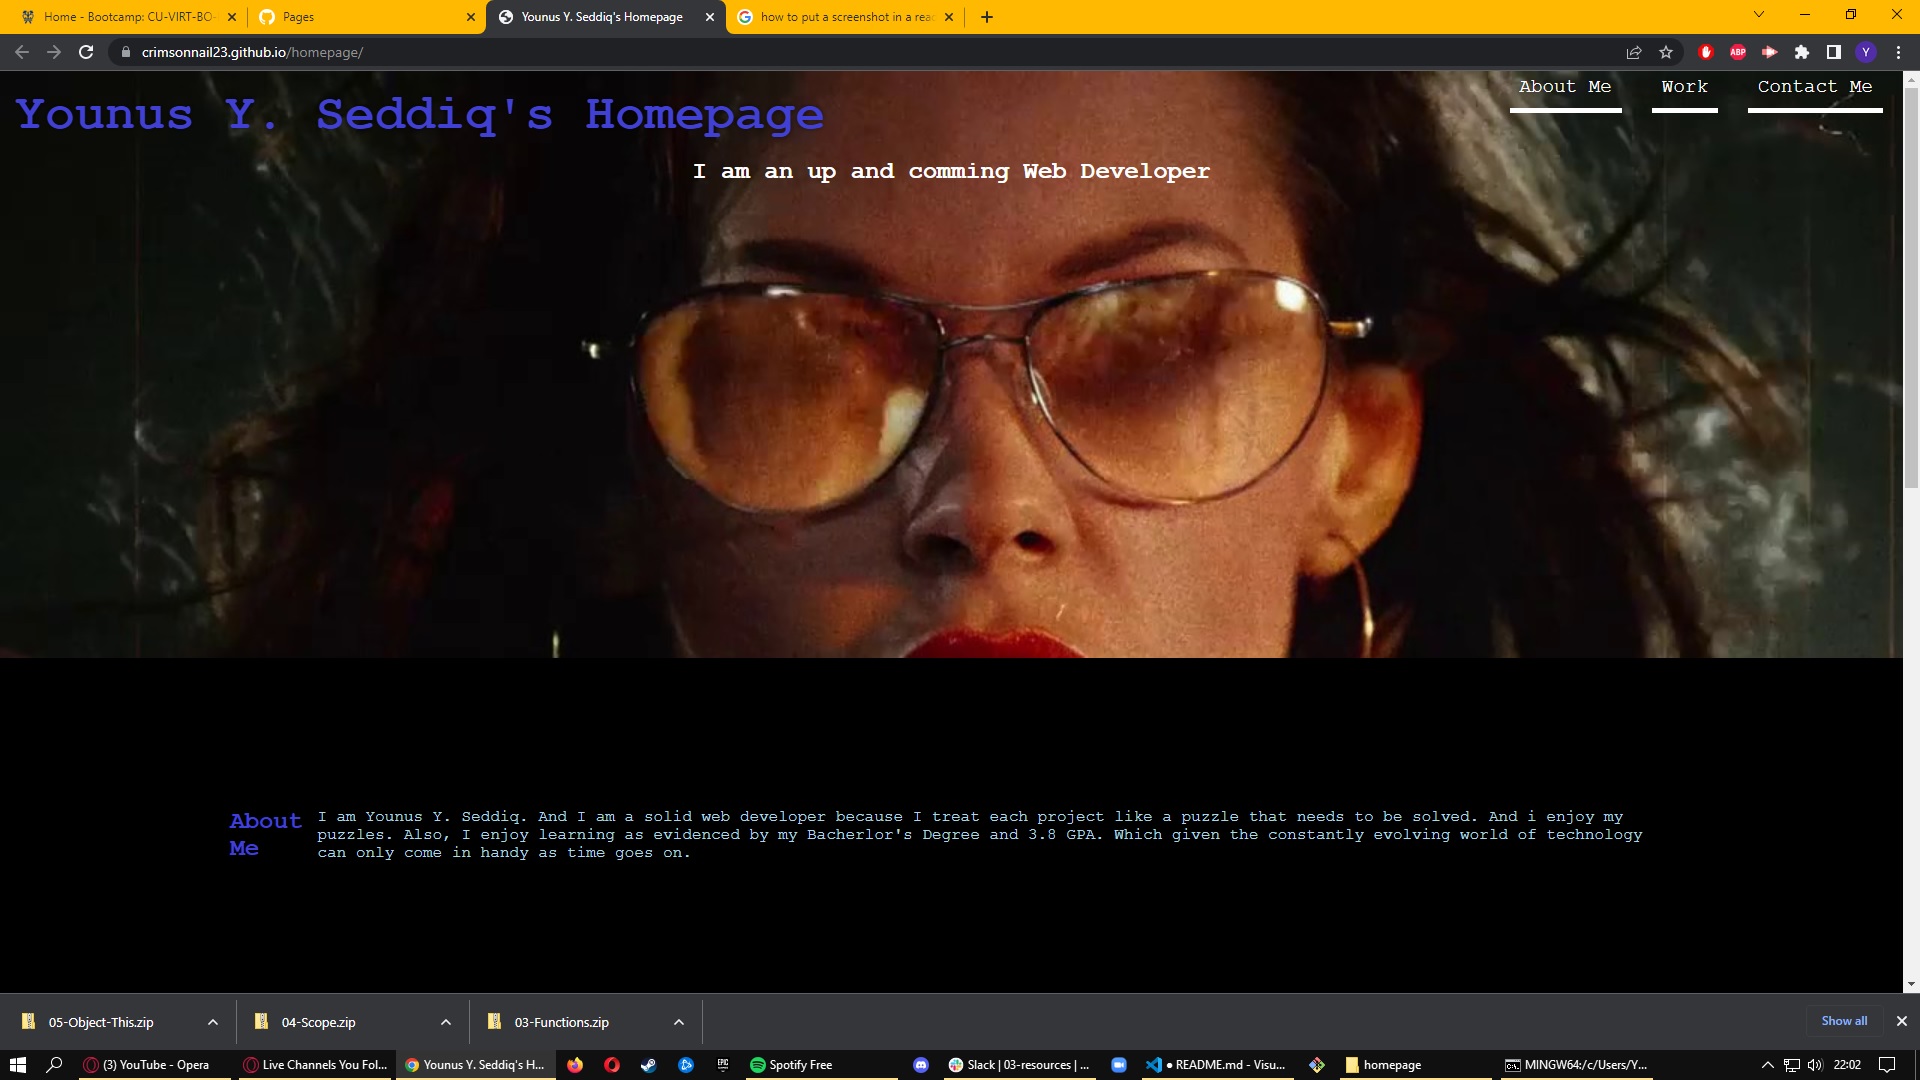 Home - Bootcamp: CU-VIRT-BO-
Pages
Younus Y. Seddiq's Homepage
how to put a screenshot in a rea
crimsonnail23.github.io/homepage/
ABP
Y
About Me
Work
Contact Me
Younus Y. Seddiq's Homepage
I am an up and comming Web Developer
About
Me
I am Younus Y. Seddiq. And I am a solid web developer because I treat each project like a puzzle that needs to be solved. And i enjoy my
puzzles. Also, I enjoy learning as evidenced by my Bacherlor's Degree and 3.8 GPA. Which given the constantly evolving world of technology
can only come in handy as time goes on.
05-Object-This.zip
04-Scope.zip
03-Functions.zip
Show all
(3) YouTube - Opera
Live Channels You Fol...
Younus Y. Seddiq's H...
EPIC
Spotify Free
Slack | 03-resources | ...
● README.md - Visu...
homepage
MINGW64:/c/Users/Y...
22:02